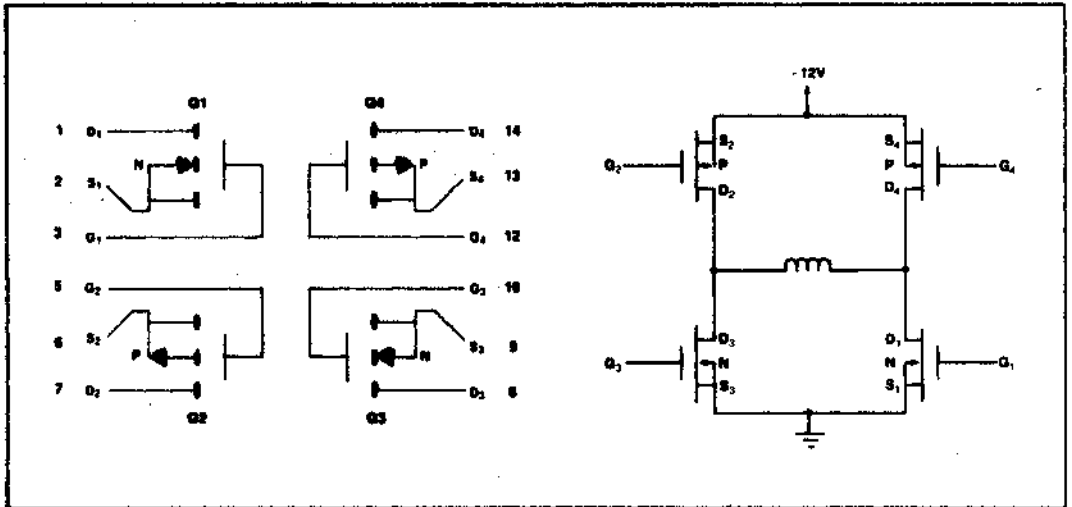 Q1 Q4
1 D₁ D₄ 14
N P
2 S₁ S₄ 13
3 G₁ G₄ 12
5 G₂ G₃ 10
6 S₂ S₃ 9
P N
7 D₂ D₃ 8
Q2 Q3
12V
S₂ S₄
G₂ P P G₄
D₂ D₄
D₃ D₁
G₃ N N G₁
S₃ S₁